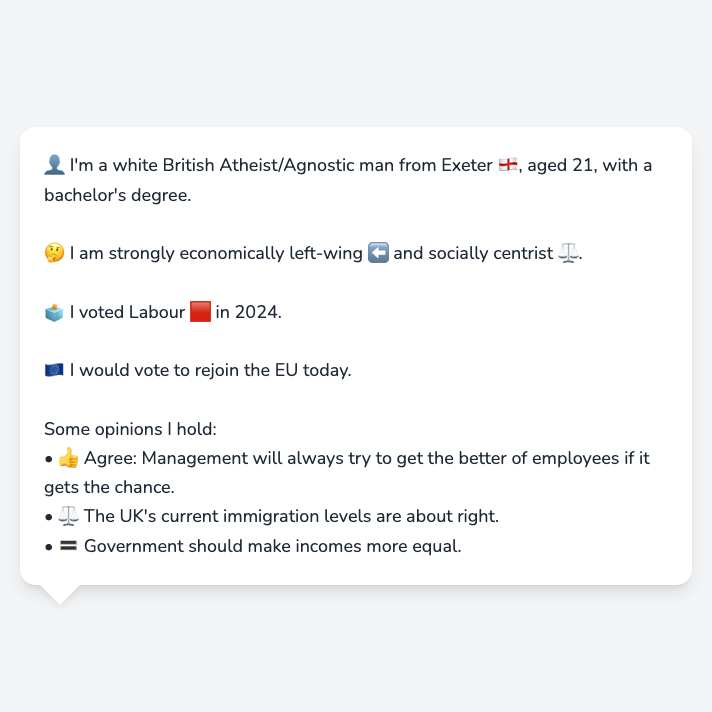 👤 I'm a white British Atheist/Agnostic man from Exeter 🏴󠁧󠁢󠁥󠁮󠁧󠁿, aged 21, with a
bachelor's degree.
🤔 I am strongly economically left-wing ⬅️ and socially centrist ⚖️.
🗳️ I voted Labour 🟥 in 2024.
🇪🇺 I would vote to rejoin the EU today.
Some opinions I hold:
• 👍 Agree: Management will always try to get the better of employees if it
gets the chance.
• ⚖️ The UK's current immigration levels are about right.
• 🟰 Government should make incomes more equal.